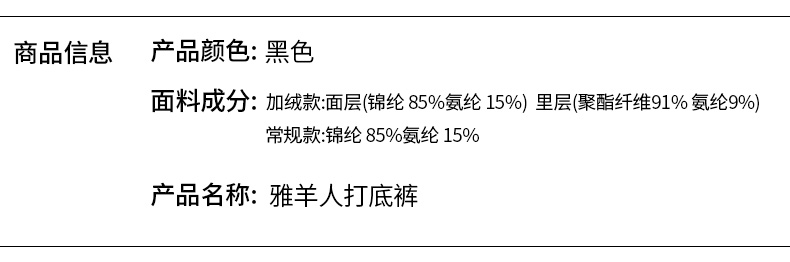 商品信息 产品颜色: 黑色
面料成分: 加绒款:面层(锦纶 85%氨纶 15%) 里层(聚酯纤维91% 氨纶9%)
常规款:锦纶 85%氨纶 15%
产品名称: 雅羊人打底裤